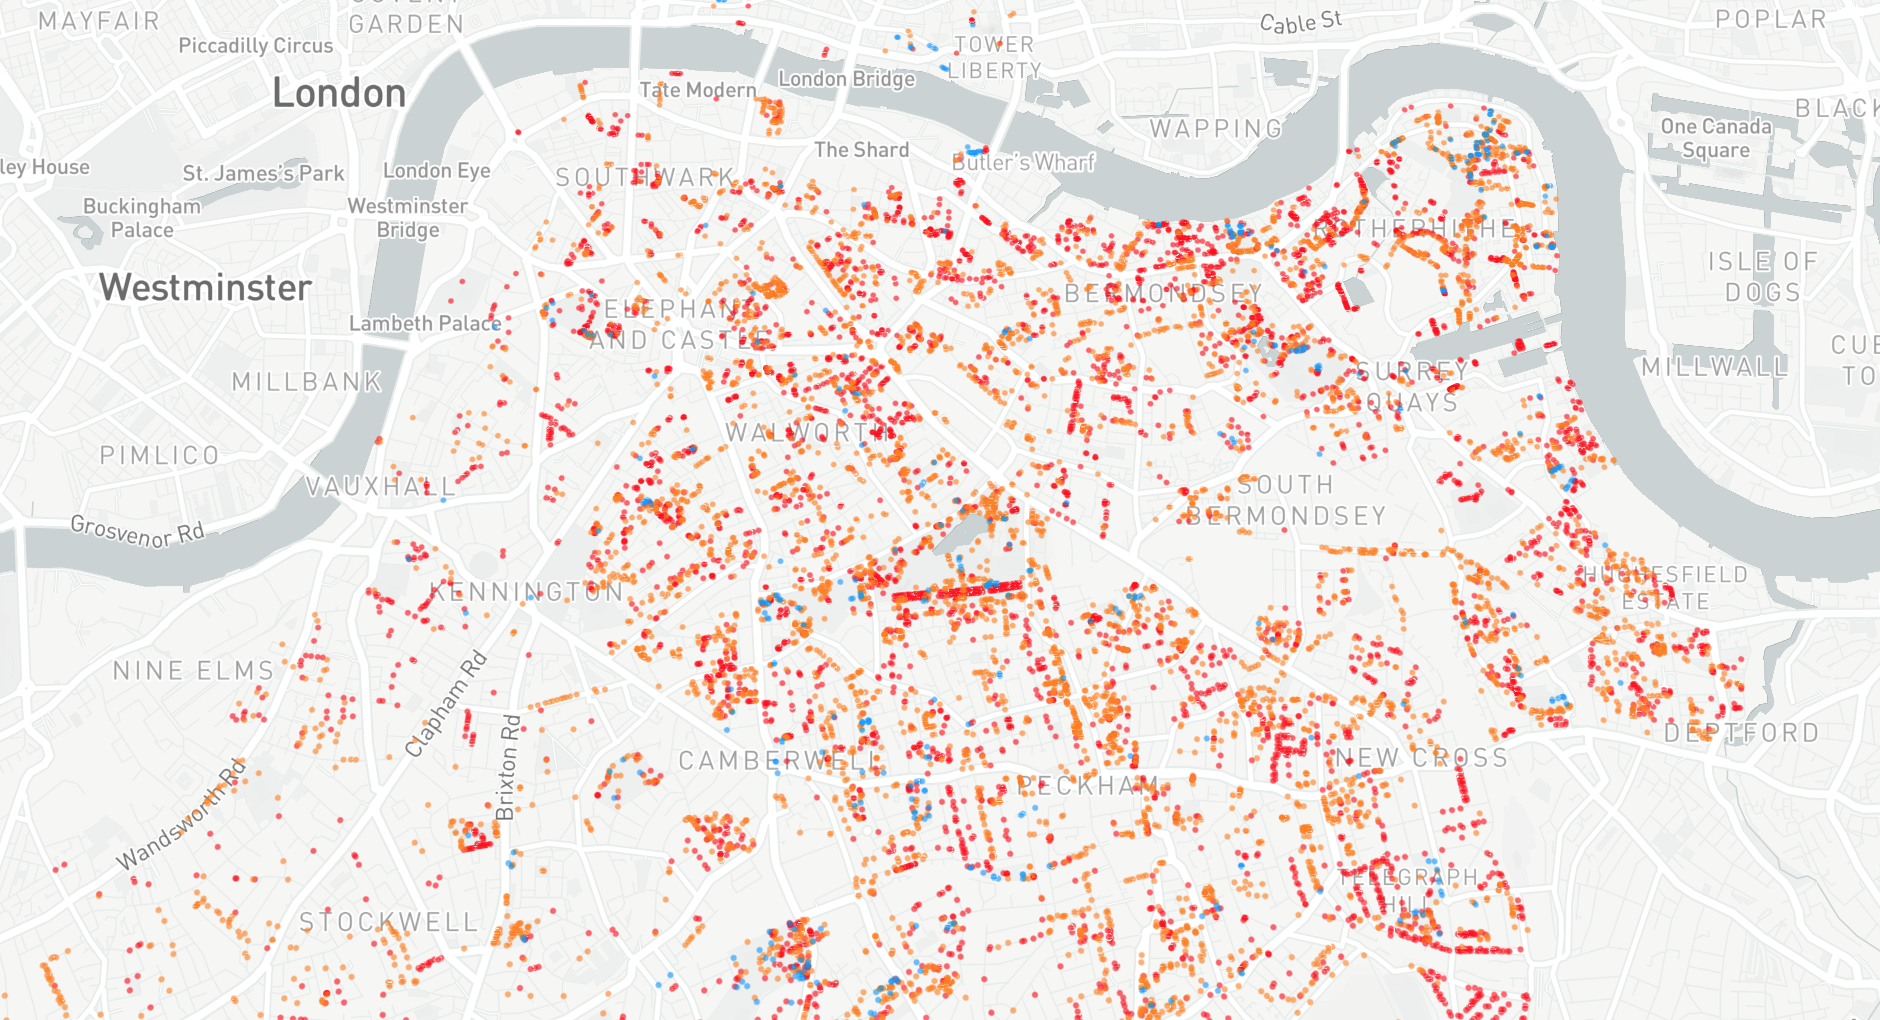 MAYFAIR
GARDEN
Piccadilly Circus
London
TOWER
LIBERTY
Cable St
POPLAR
Tate Modern
London Bridge
WAPPING
BLACK
One Canada
Square
ley House
St. James's Park
London Eye
The Shard
Butler's Wharf
SOUTHWARK
Buckingham
Palace
Westminster
Bridge
ROTHERHITHE
Westminster
ISLE OF
DOGS
BERMONDSEY
ELEPHANT
AND CASTLE
Lambeth Palace
MILLBANK
SURREY
QUAYS
MILLWALL
CUB
TO
WALWORTH
PIMLICO
VAUXHALL
SOUTH
BERMONDSEY
Grosvenor Rd
KENNINGTON
HUGHESFIELD
ESTATE
NINE ELMS
Clapham Rd
Brixton Rd
CAMBERWELL
PECKHAM
NEW CROSS
DEPTFORD
Wandsworth Rd
TELEGRAPH
HILL
STOCKWELL